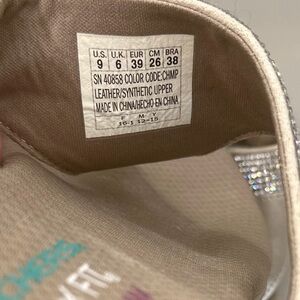 U.S. U.K. EUR CM BRA
9 6 39 26 38
SN 40858 COLOR CODE:CHMP
LEATHER/SYNTHETIC UPPER
MADE IN CHINA/HECHO EN CHINA
F M Y
FIT